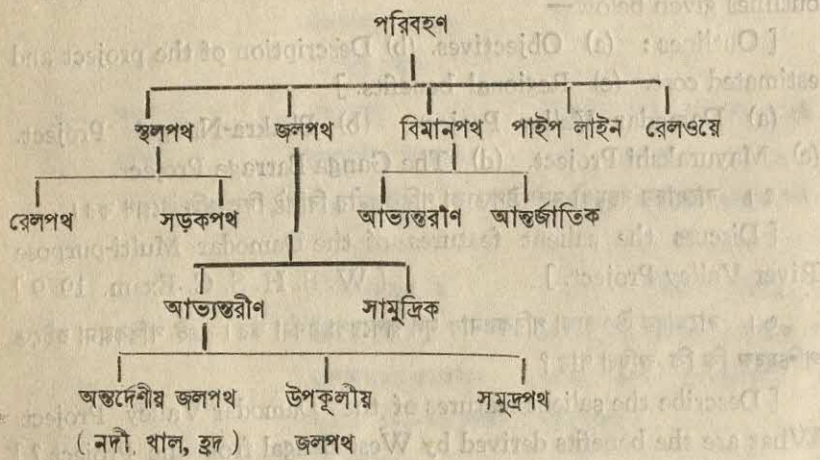 পরিবহণ
স্থলপথ জলপথ বিমানপথ পাইপ লাইন রেলওয়ে
রেলপথ সড়কপথ আভ্যন্তরীণ আন্তর্জাতিক
আভ্যন্তরীণ সামুদ্রিক
অন্তর্দেশীয় জলপথ উপকূলীয় সমুদ্রপথ
( নদী, খাল, হ্রদ ) জলপথ